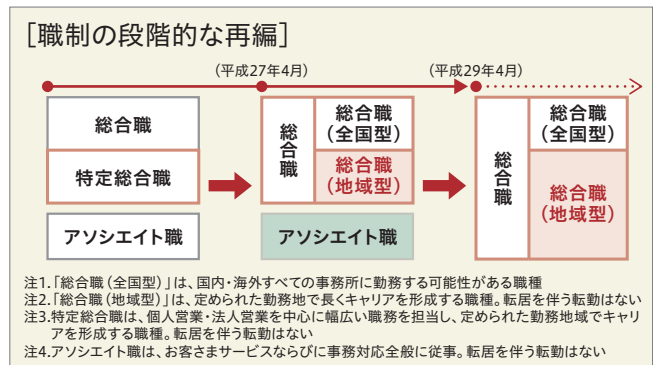 ［職制の段階的な再編］
（平成27年4月）
（平成29年4月）
総合職
特定総合職
アソシエイト職
総合職
総合職
（全国型）
総合職
（地域型）
アソシエイト職
総合職
総合職
（全国型）
総合職
（地域型）
注1.「総合職（全国型）」は、国内・海外すべての事務所に勤務する可能性がある職種
注2.「総合職（地域型）」は、定められた勤務地で長くキャリアを形成する職種。転居を伴う転勤はない
注3.特定総合職は、個人営業・法人営業を中心に幅広い職務を担当し、定められた勤務地域でキャリ
アを形成する職種。転居を伴う転勤はない
注4.アソシエイト職は、お客さまサービスならびに事務対応全般に従事。転居を伴う転勤はない